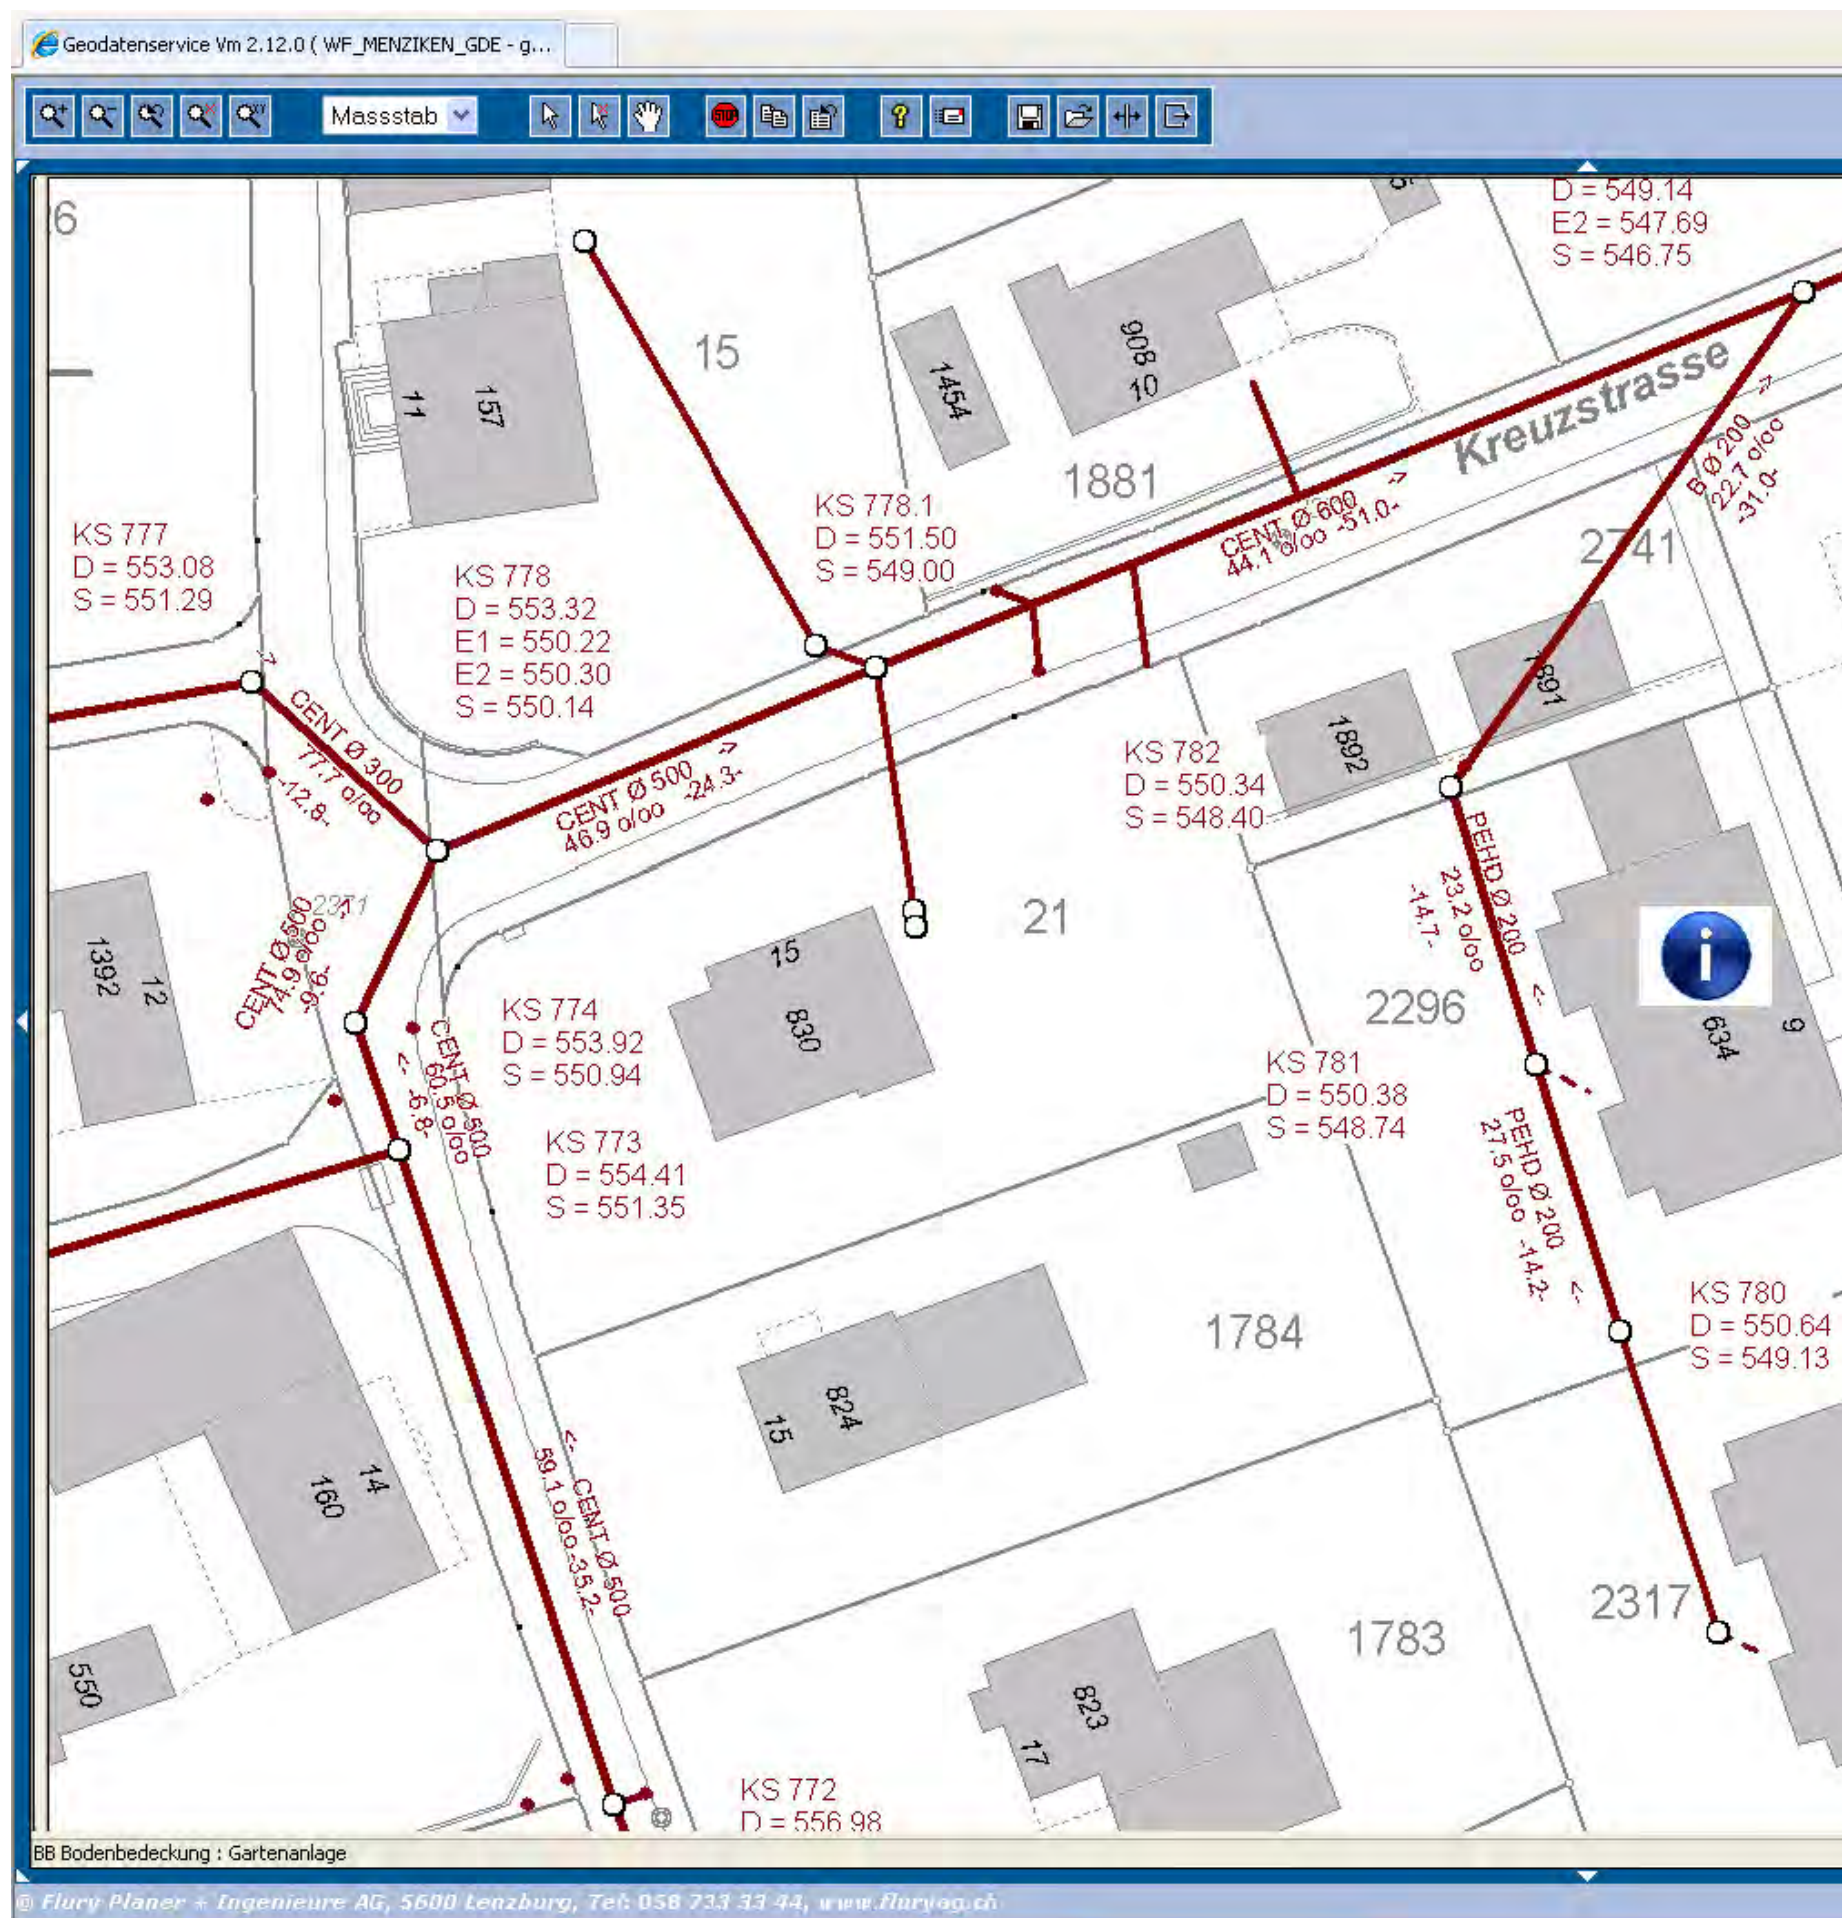 Geodatenservice Vm 2.12.0 ( WF_MENZIKEN_GDE - g...
Massstab
STOP
D = 549.14
E2 = 547.69
S = 546.75
15
908
10
1454
11
157
Kreuzstrasse
B Ø 200
22.7 o/oo
-31.0-
1881
KS 778.1
D = 551.50
S = 549.00
CENT Ø 600
44.1 o/oo -51.0-
2741
KS 777
D = 553.08
S = 551.29
KS 778
D = 553.32
E1 = 550.22
E2 = 550.30
S = 550.14
CENT Ø 300
77.7 o/oo
-12.8-
CENT Ø 500
46.9 o/oo -24.3-
1891
1892
KS 782
D = 550.34
S = 548.40
PEHD Ø 200
23.2 o/oo
-14.7-
CENT Ø 500
74.9 o/oo
-9.6-
2371
1392
12
21
15
830
2296
9
634
KS 774
D = 553.92
S = 550.94
CENT Ø 500
60.5 o/oo
-6.8-
KS 781
D = 550.38
S = 548.74
KS 773
D = 554.41
S = 551.35
PEHD Ø 200
27.5 o/oo -14.2-
KS 780
D = 550.64
S = 549.13
1784
824
15
14
160
CENT Ø 500
59.1 o/oo -35.2-
2317
1783
550
823
17
KS 772
D = 556.98
BB Bodenbedeckung : Gartenanlage
© Flury Planer + Ingenieure AG, 5600 Lenzburg, Tel: 058 733 33 44, www.fluryag.ch